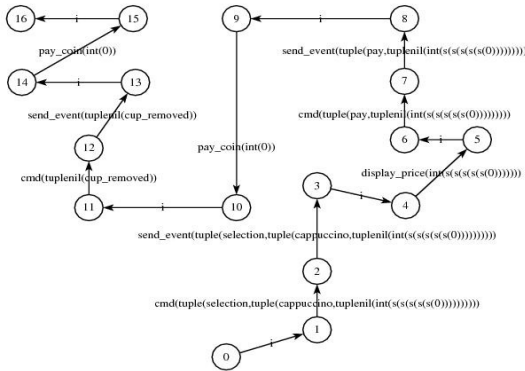 16 i 15 9 i 8
pay_coin(int(0))
send_event(tuple(pay,tuplenil(int(s(s(s(s(s(0)))))))))
14 i 13 7
send_event(tuplenil(cup_removed))
cmd(tuple(pay,tuplenil(int(s(s(s(s(s(0)))))))))
12 6 i 5
pay_coin(int(0))
display_price(int(s(s(s(s(s(0)))))))
cmd(tuplenil(cup_removed))
3 i 4
11 i 10
send_event(tuple(selection,tuple(cappuccino,tuplenil(int(s(s(s(s(s(0))))))))))
2
cmd(tuple(selection,tuple(cappuccino,tuplenil(int(s(s(s(s(s(0))))))))))
1
0 i